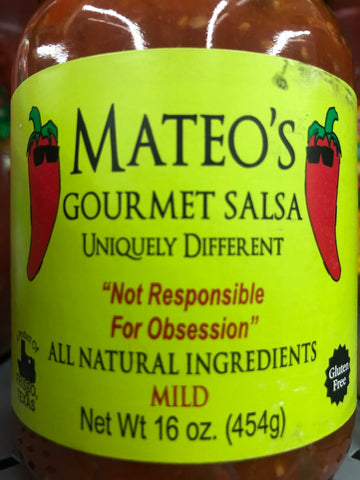 MATEO'S
GOURMET SALSA
UNIQUELY DIFFERENT
"Not Responsible
For Obsession"
ALL NATURAL INGREDIENTS
MILD
Net Wt 16 oz. (454g)
Gluten
Free
TEXAS